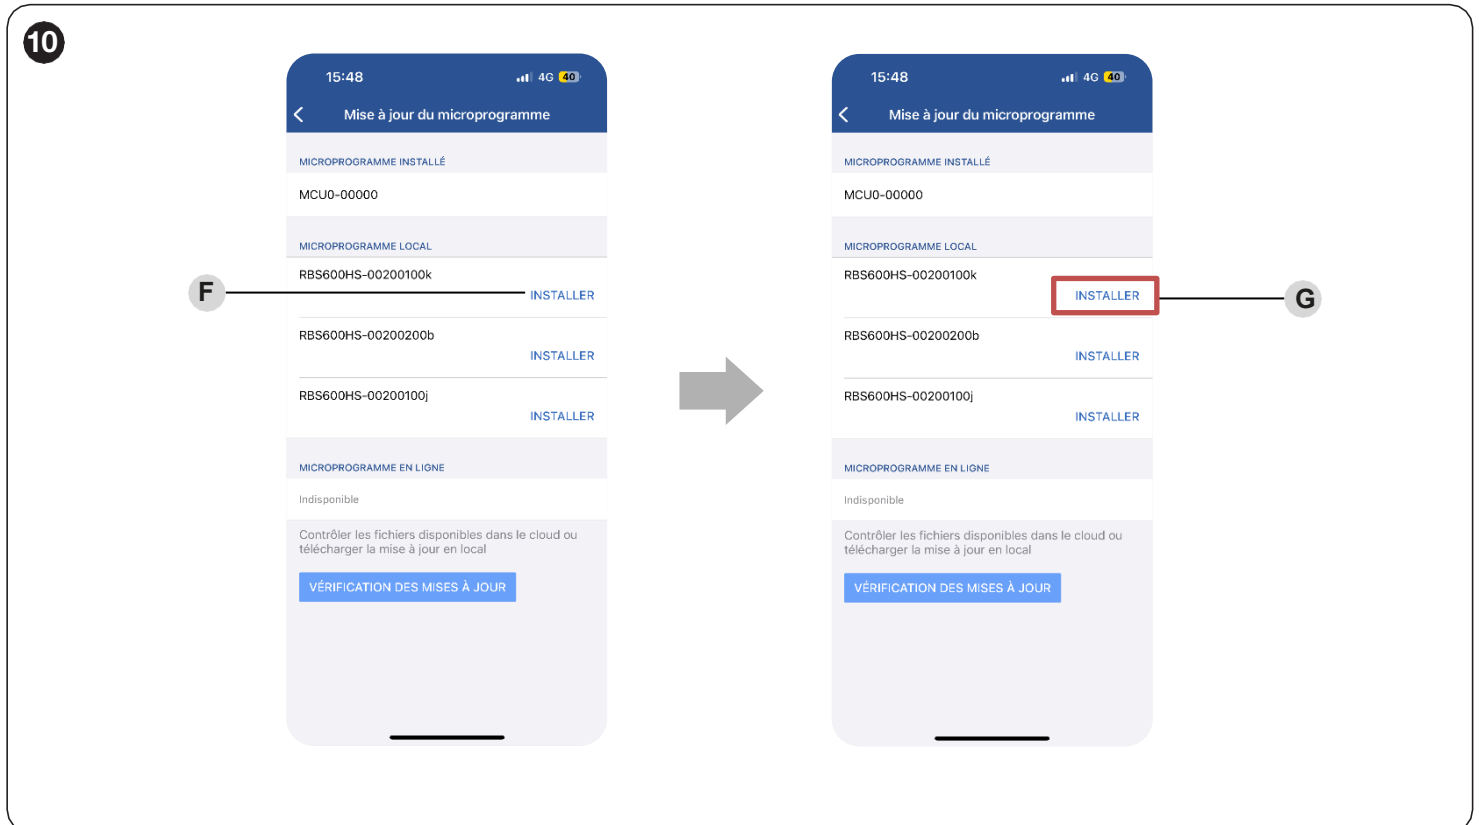 10
15:48
4G 40
Mise à jour du microprogramme
MICROPROGRAMME INSTALLÉ
MCU0-00000
MICROPROGRAMME LOCAL
RBS600HS-00200100k
F
INSTALLER
RBS600HS-00200200b
INSTALLER
RBS600HS-00200100j
INSTALLER
MICROPROGRAMME EN LIGNE
Indisponible
Contrôler les fichiers disponibles dans le cloud ou
télécharger la mise à jour en local
VÉRIFICATION DES MISES À JOUR
15:48
4G 40
Mise à jour du microprogramme
MICROPROGRAMME INSTALLÉ
MCU0-00000
MICROPROGRAMME LOCAL
RBS600HS-00200100k
INSTALLER
G
RBS600HS-00200200b
INSTALLER
RBS600HS-00200100j
INSTALLER
MICROPROGRAMME EN LIGNE
Indisponible
Contrôler les fichiers disponibles dans le cloud ou
télécharger la mise à jour en local
VÉRIFICATION DES MISES À JOUR